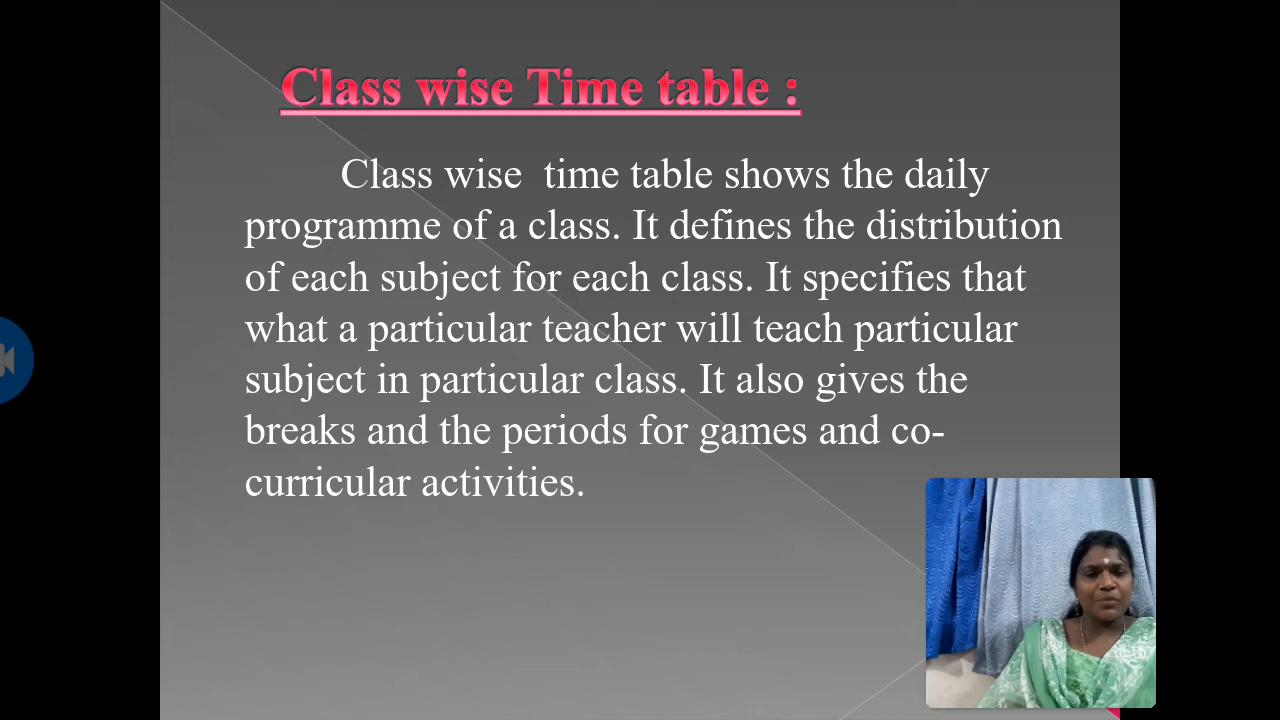 Class wise Time table :
Class wise  time table shows the daily
programme of a class. It defines the distribution
of each subject for each class. It specifies that
what a particular teacher will teach particular
subject in particular class. It also gives the
breaks and the periods for games and co-
curricular activities.